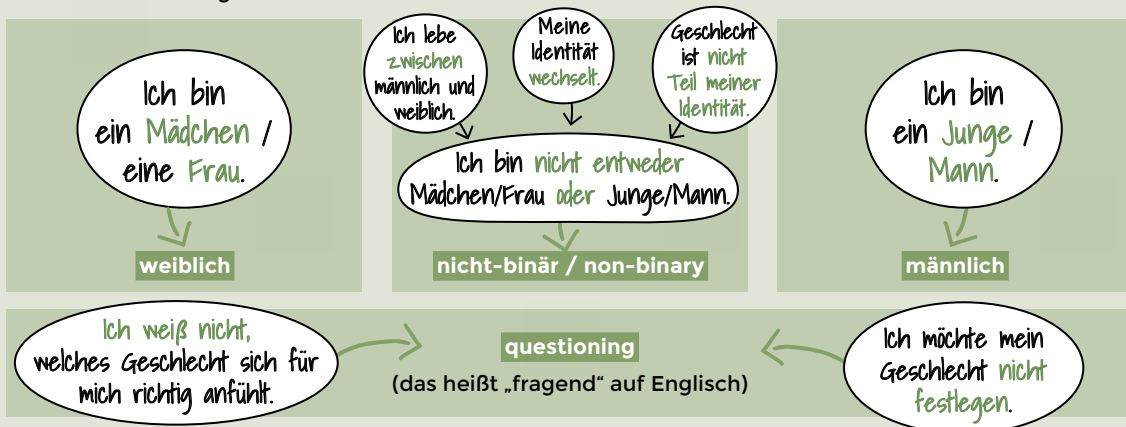 Ich bin
ein Mädchen /
eine Frau.
weiblich
Ich lebe
zwischen
männlich und
weiblich.
Meine
Identität
wechselt.
Geschlecht
ist nicht
Teil meiner
Identität.
Ich bin nicht entweder
Mädchen/Frau oder Junge/Mann.
nicht-binär / non-binary
Ich bin
ein Junge /
Mann.
männlich
Ich weiß nicht,
welches Geschlecht sich für
mich richtig anfühlt.
questioning
(das heißt „fragend“ auf Englisch)
Ich möchte mein
Geschlecht nicht
festlegen.